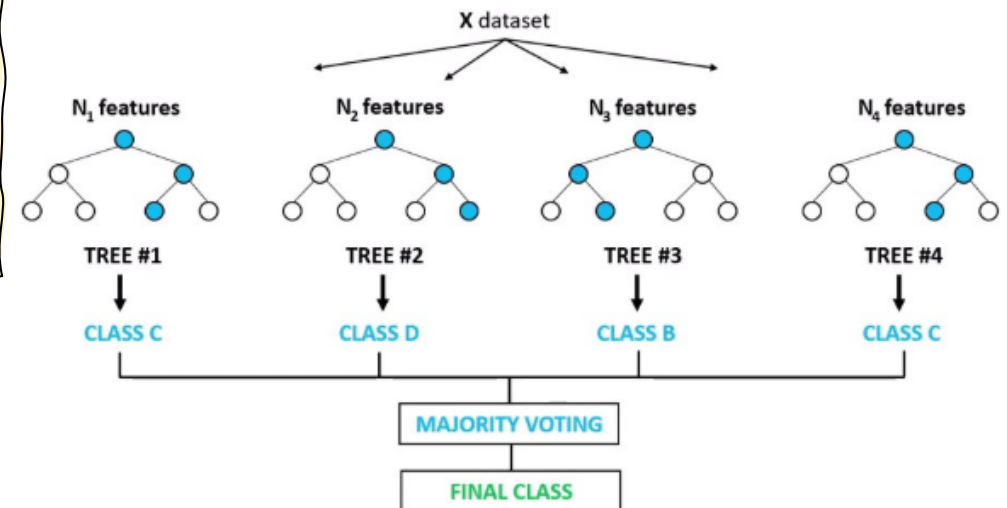 X dataset
N₁ features N₂ features N₃ features N₄ features
TREE #1 TREE #2 TREE #3 TREE #4
CLASS C CLASS D CLASS B CLASS C
MAJORITY VOTING
FINAL CLASS